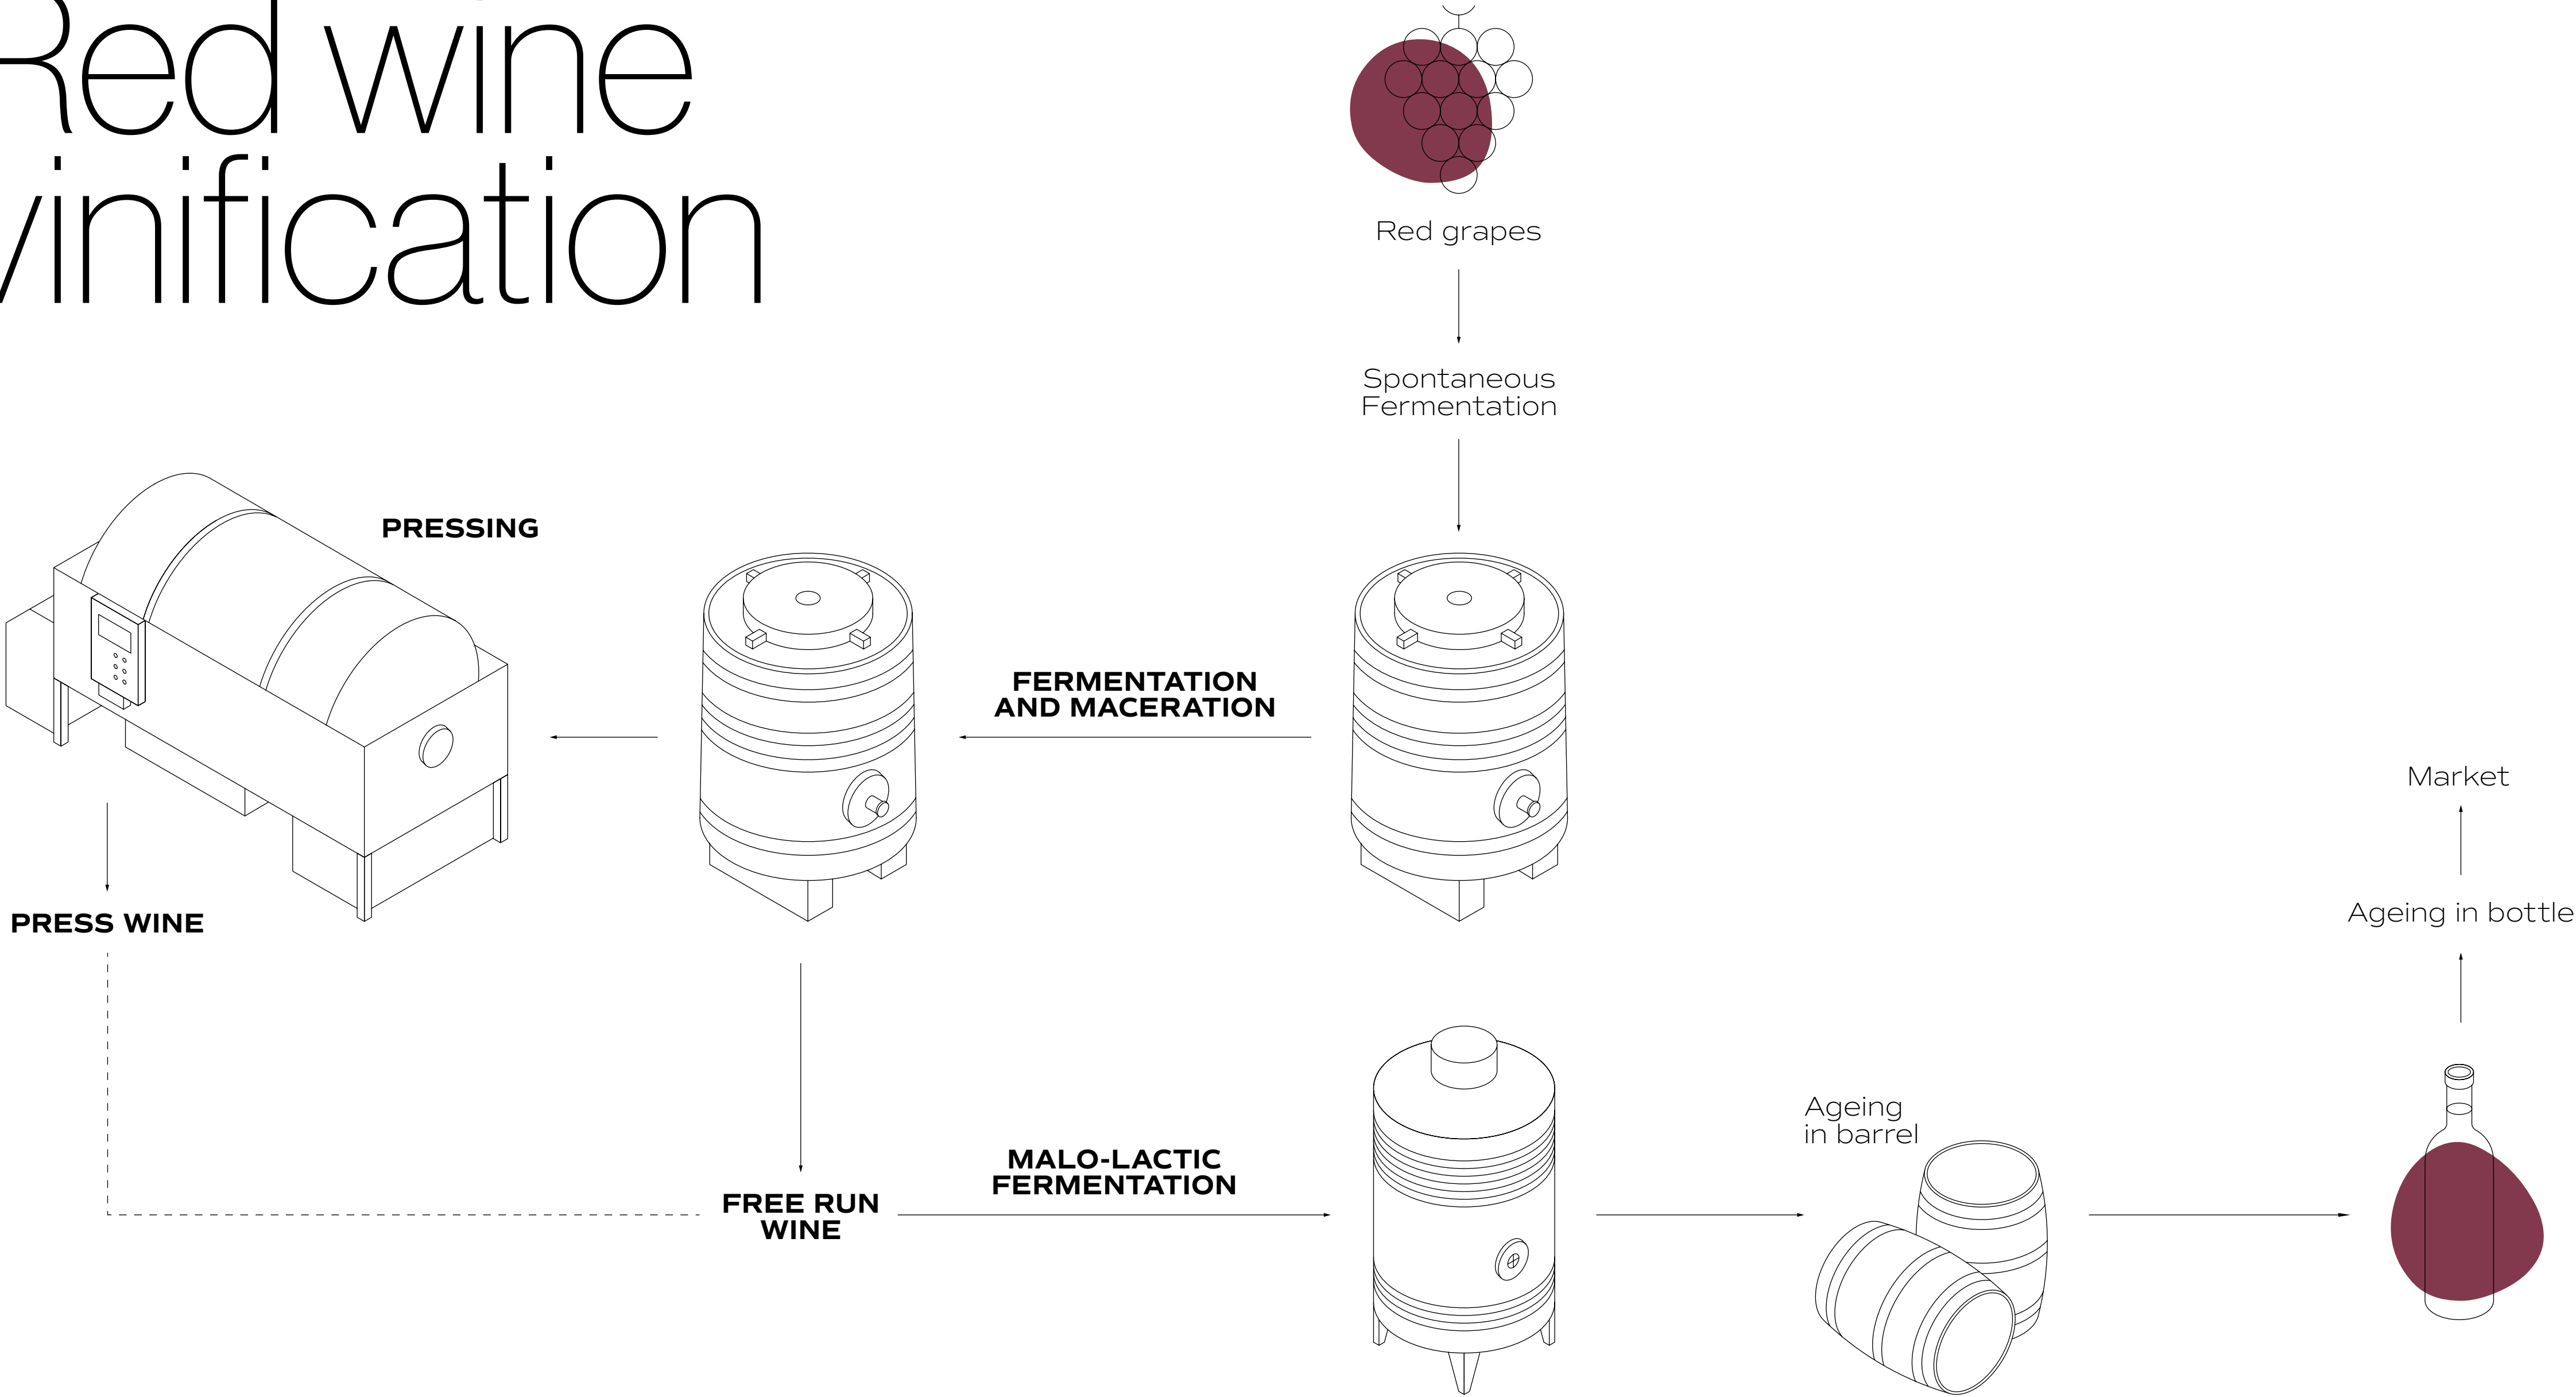 Red wine
vinification
Red grapes
Spontaneous
Fermentation
PRESSING
FERMENTATION
AND MACERATION
Market
PRESS WINE
Ageing in bottle
Ageing
in barrel
MALO-LACTIC
FERMENTATION
FREE RUN
WINE